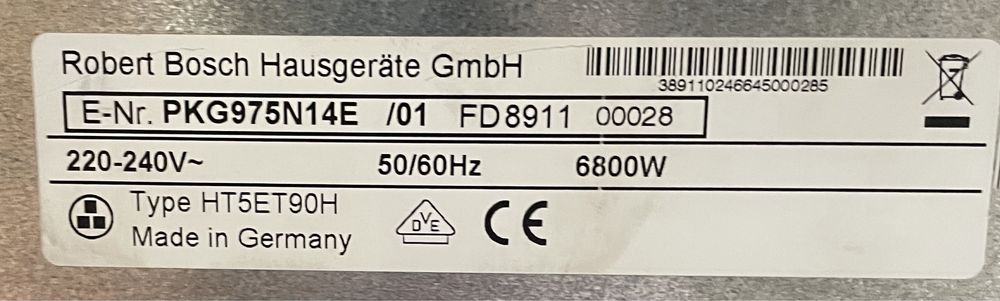 Robert Bosch Hausgeräte GmbH
389110246645000285
E-Nr. PKG975N14E /01 FD 8911 00028
220-240V~ 50/60Hz 6800W
Type HT5ET90H
Made in Germany
DVE CE